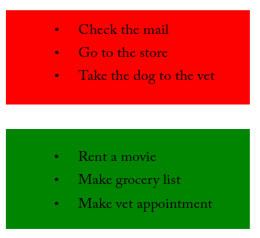 • Check the mail
• Go to the store
• Take the dog to the vet
• Rent a movie
• Make grocery list
• Make vet appointment